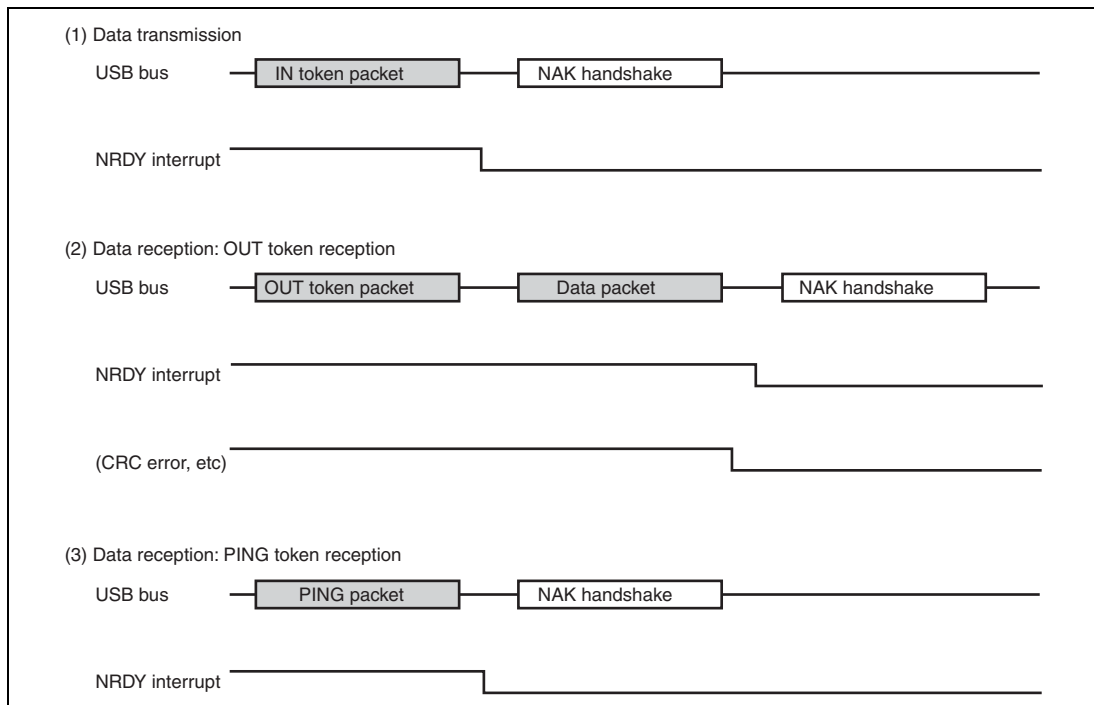 (1) Data transmission
USB bus IN token packet NAK handshake
NRDY interrupt
(2) Data reception: OUT token reception
USB bus OUT token packet Data packet NAK handshake
NRDY interrupt
(CRC error, etc)
(3) Data reception: PING token reception
USB bus PING packet NAK handshake
NRDY interrupt